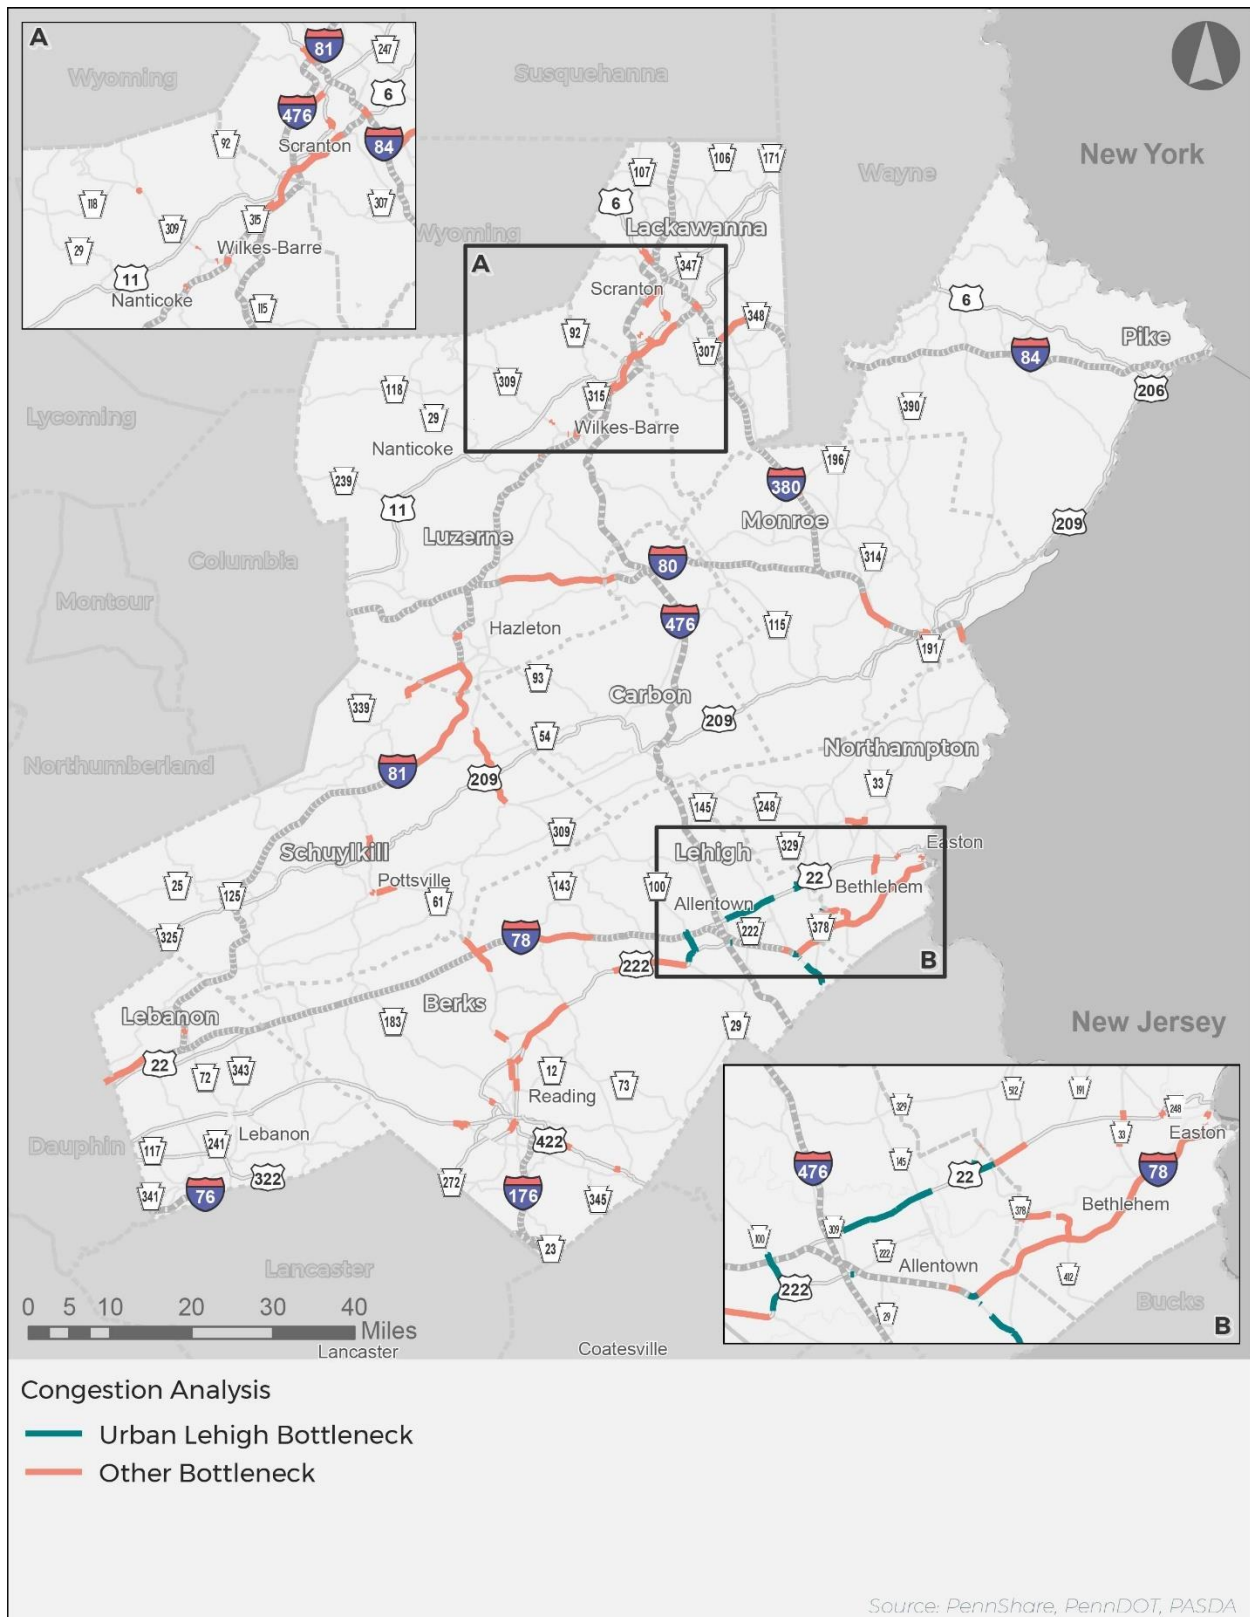 A
81
247
Wyoming
6
476
92
Scranton
84
118
309
315
307
29
Wilkes-Barre
11
Nanticoke
115
Susquehanna
New York
Wayne
107
106
171
6
Lackawanna
Wyoming
A
347
Scranton
348
92
307
309
315
Wilkes-Barre
6
Pike
84
206
Lycoming
118
29
Nanticoke
390
239
196
11
380
Monroe
209
Luzerne
Columbia
80
314
Montour
476
115
Hazleton
191
93
Carbon
339
209
54
Northampton
Northumberland
81
209
33
145
248
309
329
Easton
Schuylkill
Lehigh
22
Pottsville
25
125
61
143
100
Allentown
Bethlehem
325
78
222
378
222
B
Berks
Lebanon
183
29
New Jersey
22
72
343
12
73
Reading
Dauphin
117
241
Lebanon
422
341
76
322
272
176
345
23
Lancaster
512
191
329
248
33
Easton
476
145
22
78
378
Bethlehem
100
309
222
Allentown
412
222
29
Bucks
B
0 5 10 20 30 40
Miles
Lancaster
Coatesville
Congestion Analysis
Urban Lehigh Bottleneck
Other Bottleneck
Source: PennShare, PennDOT, PASDA